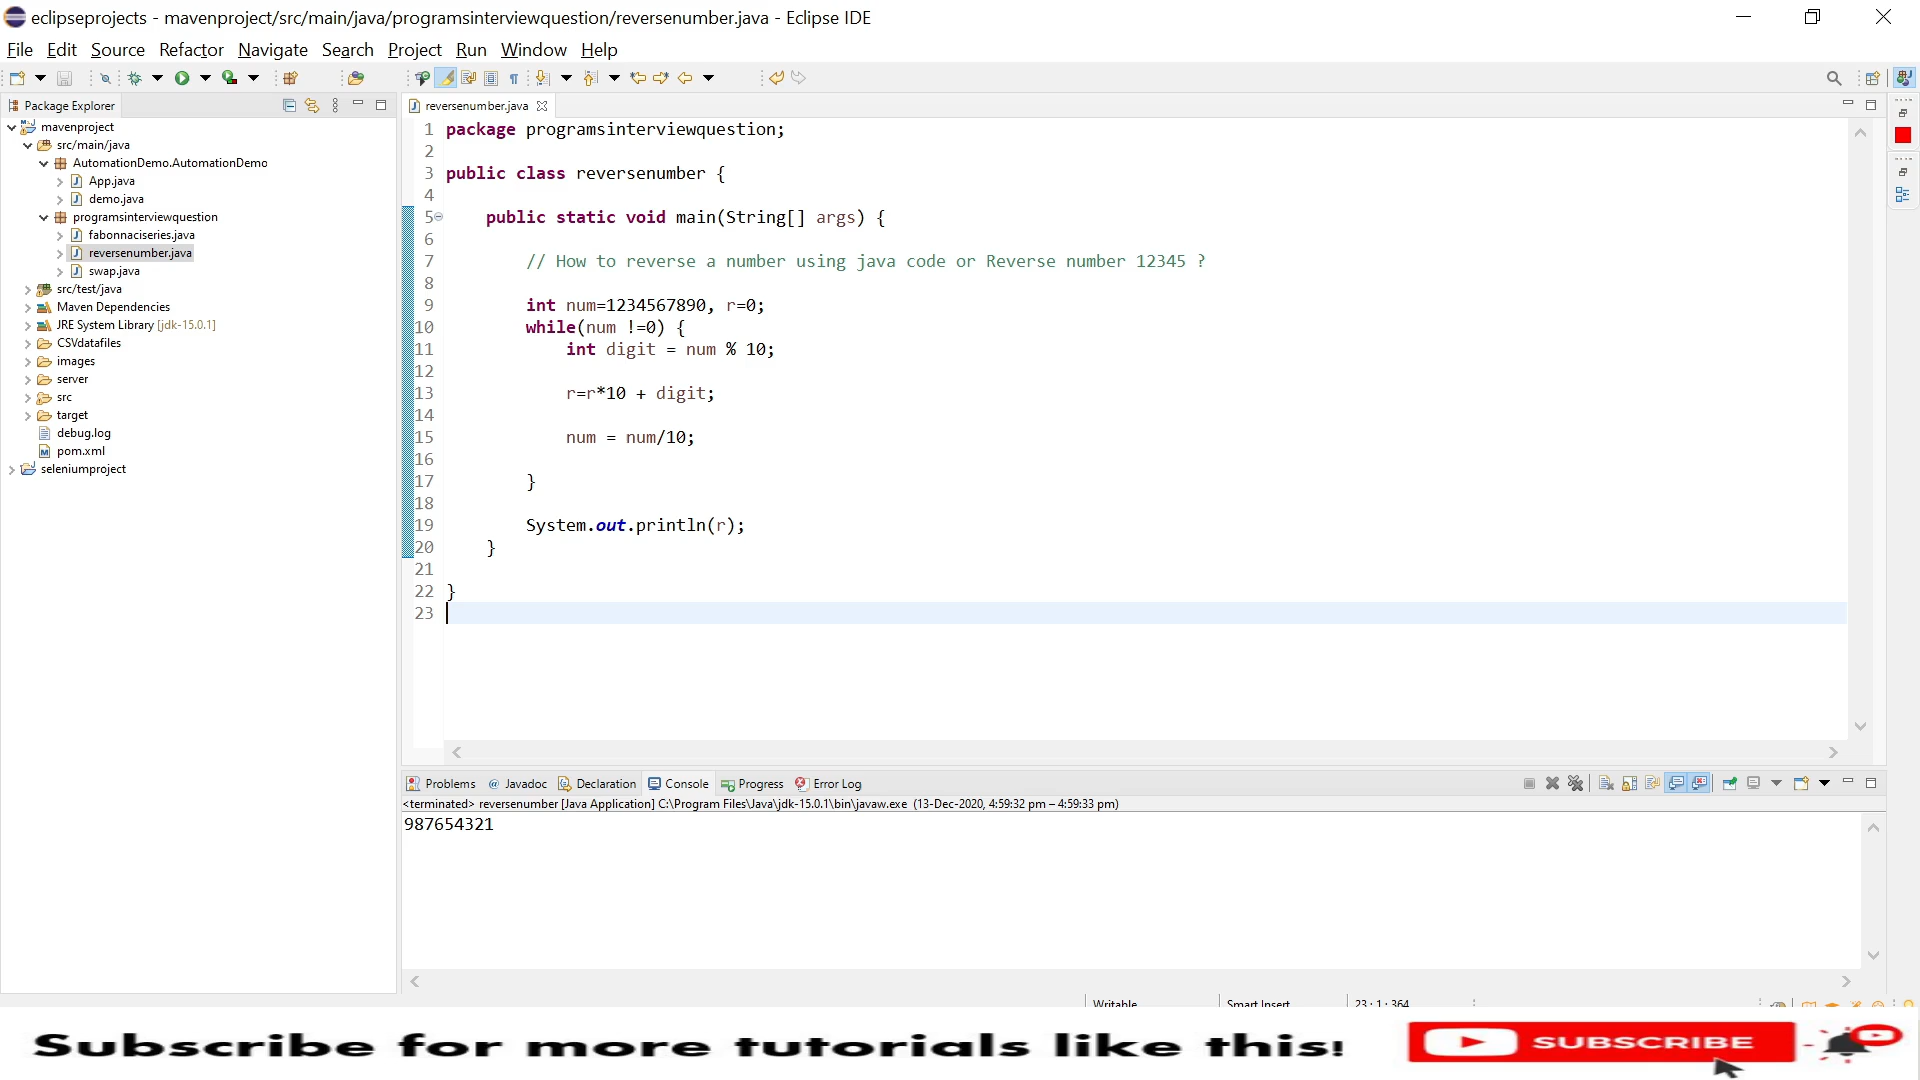 eclipseprojects - mavenproject/src/main/java/programsinterviewquestion/reversenumber.java - Eclipse IDE
File Edit Source Refactor Navigate Search Project Run Window Help
Package Explorer
mavenproject
src/main/java
AutomationDemo.AutomationDemo
App.java
demo.java
programsinterviewquestion
fabonnaciseries.java
reversenumber.java
swap.java
src/test/java
Maven Dependencies
JRE System Library [jdk-15.0.1]
CSVdatafiles
images
server
src
target
debug.log
pom.xml
seleniumproject
reversenumber.java
1 package programsinterviewquestion;
2
3 public class reversenumber {
4
5 public static void main(String[] args) {
6
7 // How to reverse a number using java code or Reverse number 12345 ?
8
9 int num=1234567890, r=0;
10 while(num !=0) {
11 int digit = num % 10;
12
13 r=r*10 + digit;
14
15 num = num/10;
16
17 }
18
19 System.out.println(r);
20 }
21
22 }
23
Problems Javadoc Declaration Console Progress Error Log
<terminated> reversenumber [Java Application] C:\Program Files\Java\jdk-15.0.1\bin\javaw.exe (13-Dec-2020, 4:59:32 pm – 4:59:33 pm)
987654321
Writable Smart Insert 23 : 1 : 364
Subscribe for more tutorials like this! SUBSCRIBE